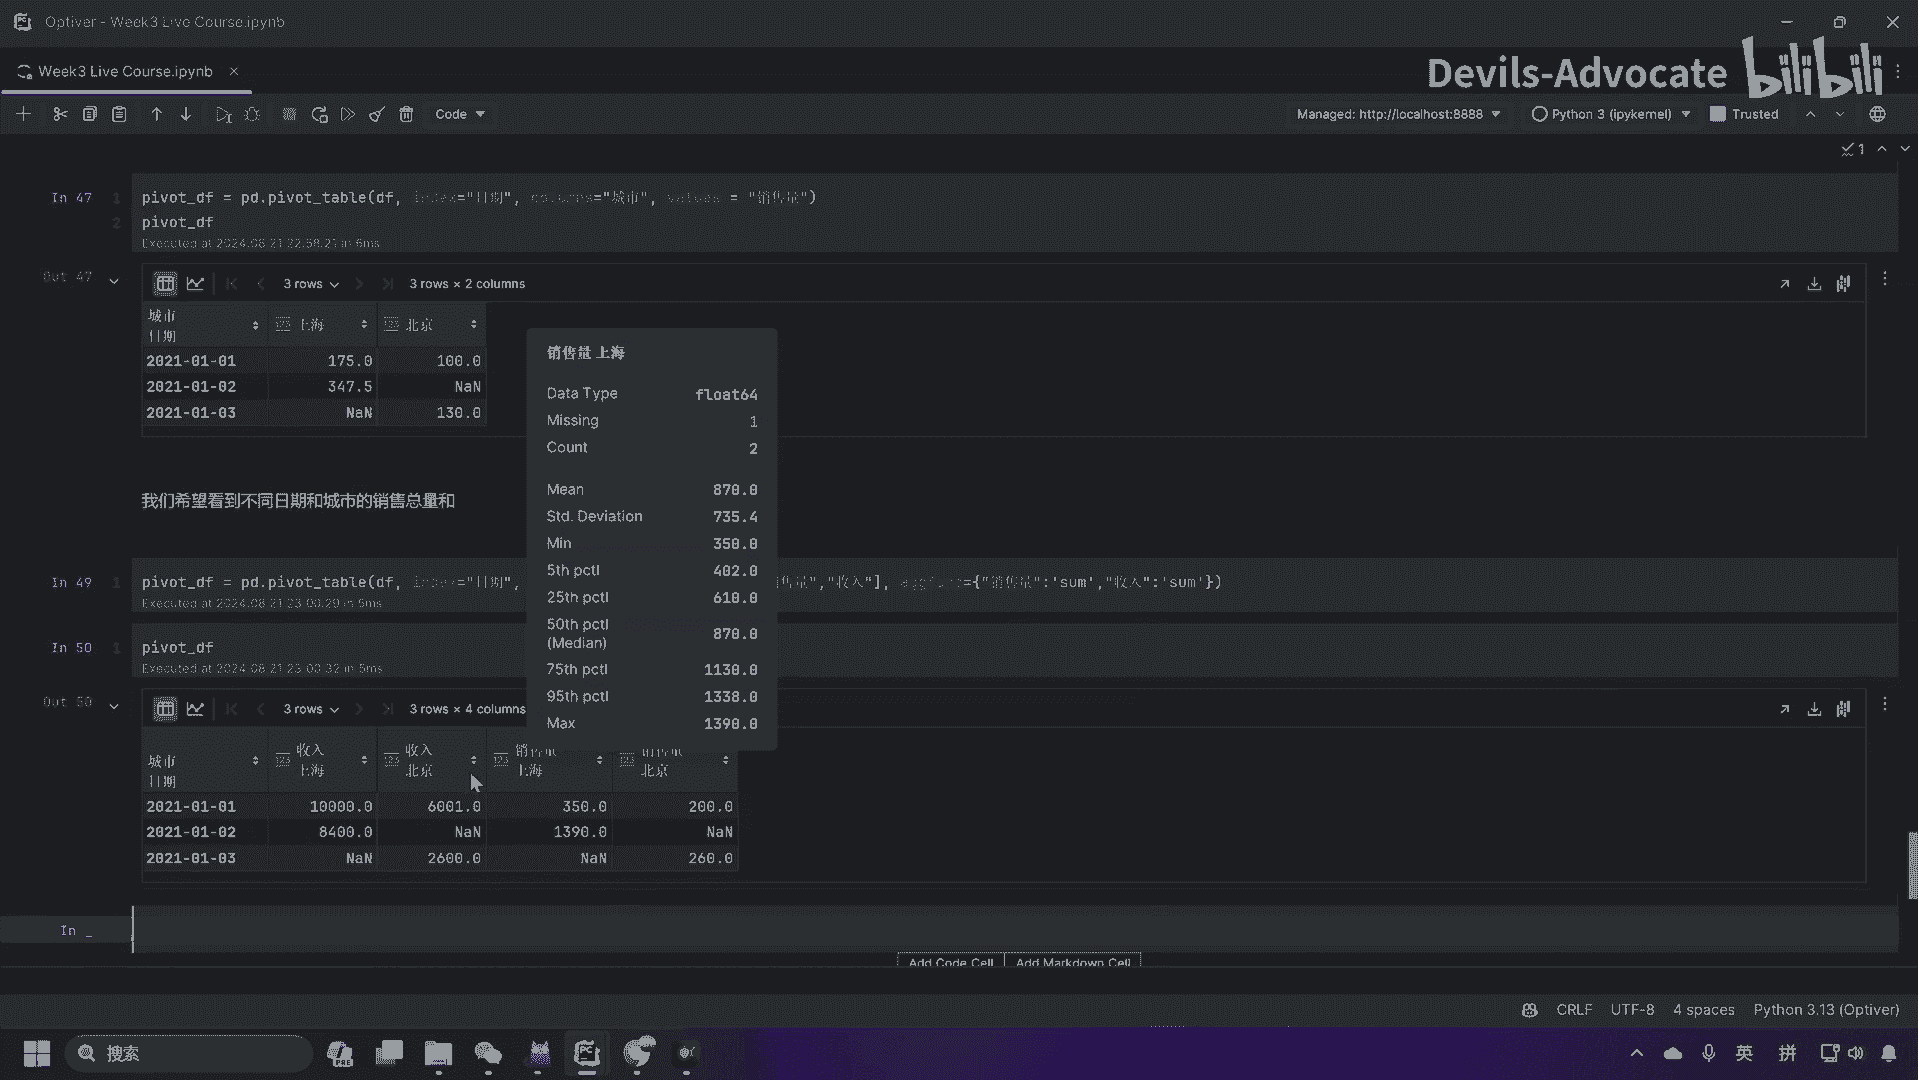 Optiver - Week3 Live Course.ipynb
Week3 Live Course.ipynb
Devils-Advocate bilibili
Code
Managed: http://localhost:8888
Python 3 (ipykernel)
Trusted
1
In 47
1 pivot_df = pd.pivot_table(df, index="日期", columns="城市", values = "销售量")
2 pivot_df
Executed at 2024.08.21 22:58:21 in 6ms
Out 47
3 rows
3 rows × 2 columns
城市
日期
上海 北京
2021-01-01 175.0 100.0
2021-01-02 347.5 NaN
2021-01-03 NaN 130.0
销售量 上海
Data Type float64
Missing 1
Count 2
Mean 870.0
Std. Deviation 735.4
Min 350.0
5th pctl 402.0
25th pctl 610.0
50th pctl (Median) 870.0
75th pctl 1130.0
95th pctl 1338.0
Max 1390.0
我们希望看到不同日期和城市的销售总量和
In 49
1 pivot_df = pd.pivot_table(df, index="日期", 售量","收入"], aggfunc={"销售量":'sum',"收入":'sum'})
Executed at 2024.08.21 23:00:29 in 5ms
In 50
1 pivot_df
Executed at 2024.08.21 23:00:32 in 5ms
Out 50
3 rows
3 rows × 4 columns
城市
日期
收入 上海
收入 北京
销售量 上海
销售量 北京
2021-01-01 10000.0 6001.0 350.0 200.0
2021-01-02 8400.0 NaN 1390.0 NaN
2021-01-03 NaN 2600.0 NaN 260.0
In _
Add Code Cell
Add Markdown Cell
CRLF UTF-8 4 spaces Python 3.13 (Optiver)
搜索
英 拼